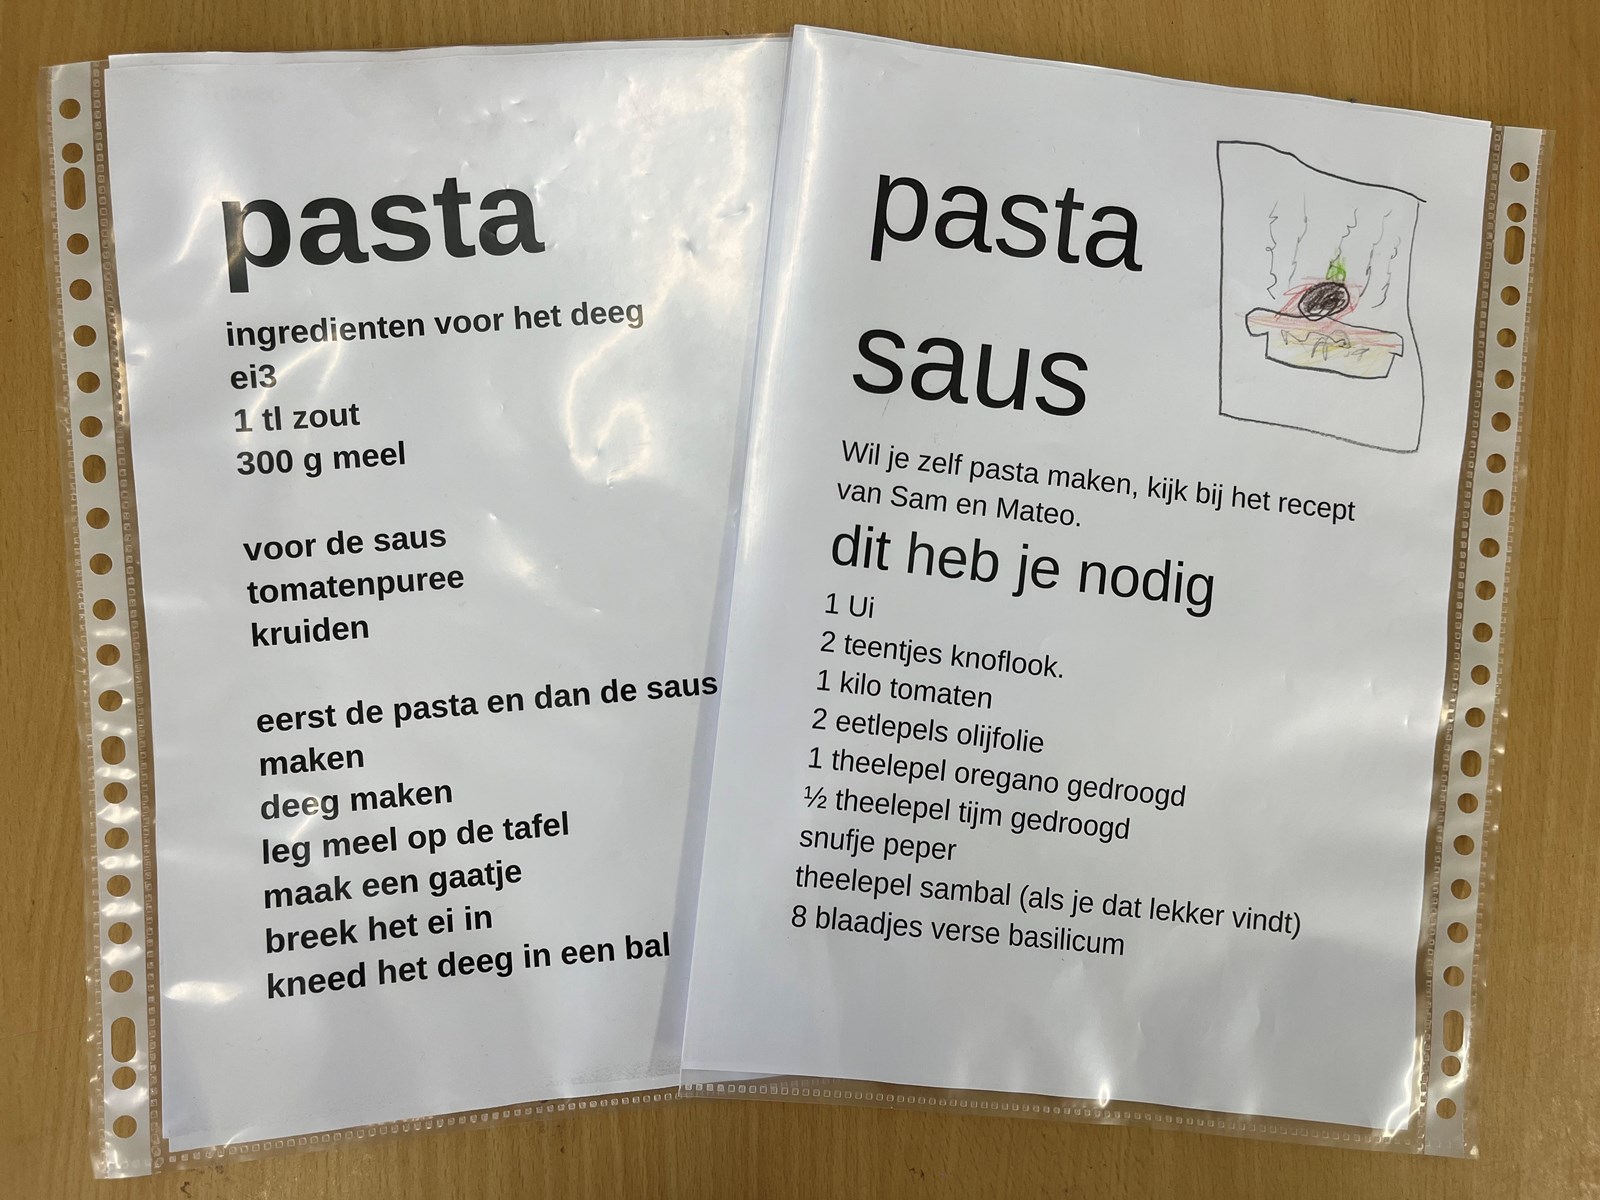 pasta
ingredienten voor het deeg
ei3
1 tl zout
300 g meel
voor de saus
tomatenpuree
kruiden
eerst de pasta en dan de saus
maken
deeg maken
leg meel op de tafel
maak een gaatje
breek het ei in
kneed het deeg in een bal
pasta
saus
Wil je zelf pasta maken, kijk bij het recept
van Sam en Mateo.
dit heb je nodig
1 Ui
2 teentjes knoflook.
1 kilo tomaten
2 eetlepels olijfolie
1 theelepel oregano gedroogd
½ theelepel tijm gedroogd
snufje peper
theelepel sambal (als je dat lekker vindt)
8 blaadjes verse basilicum